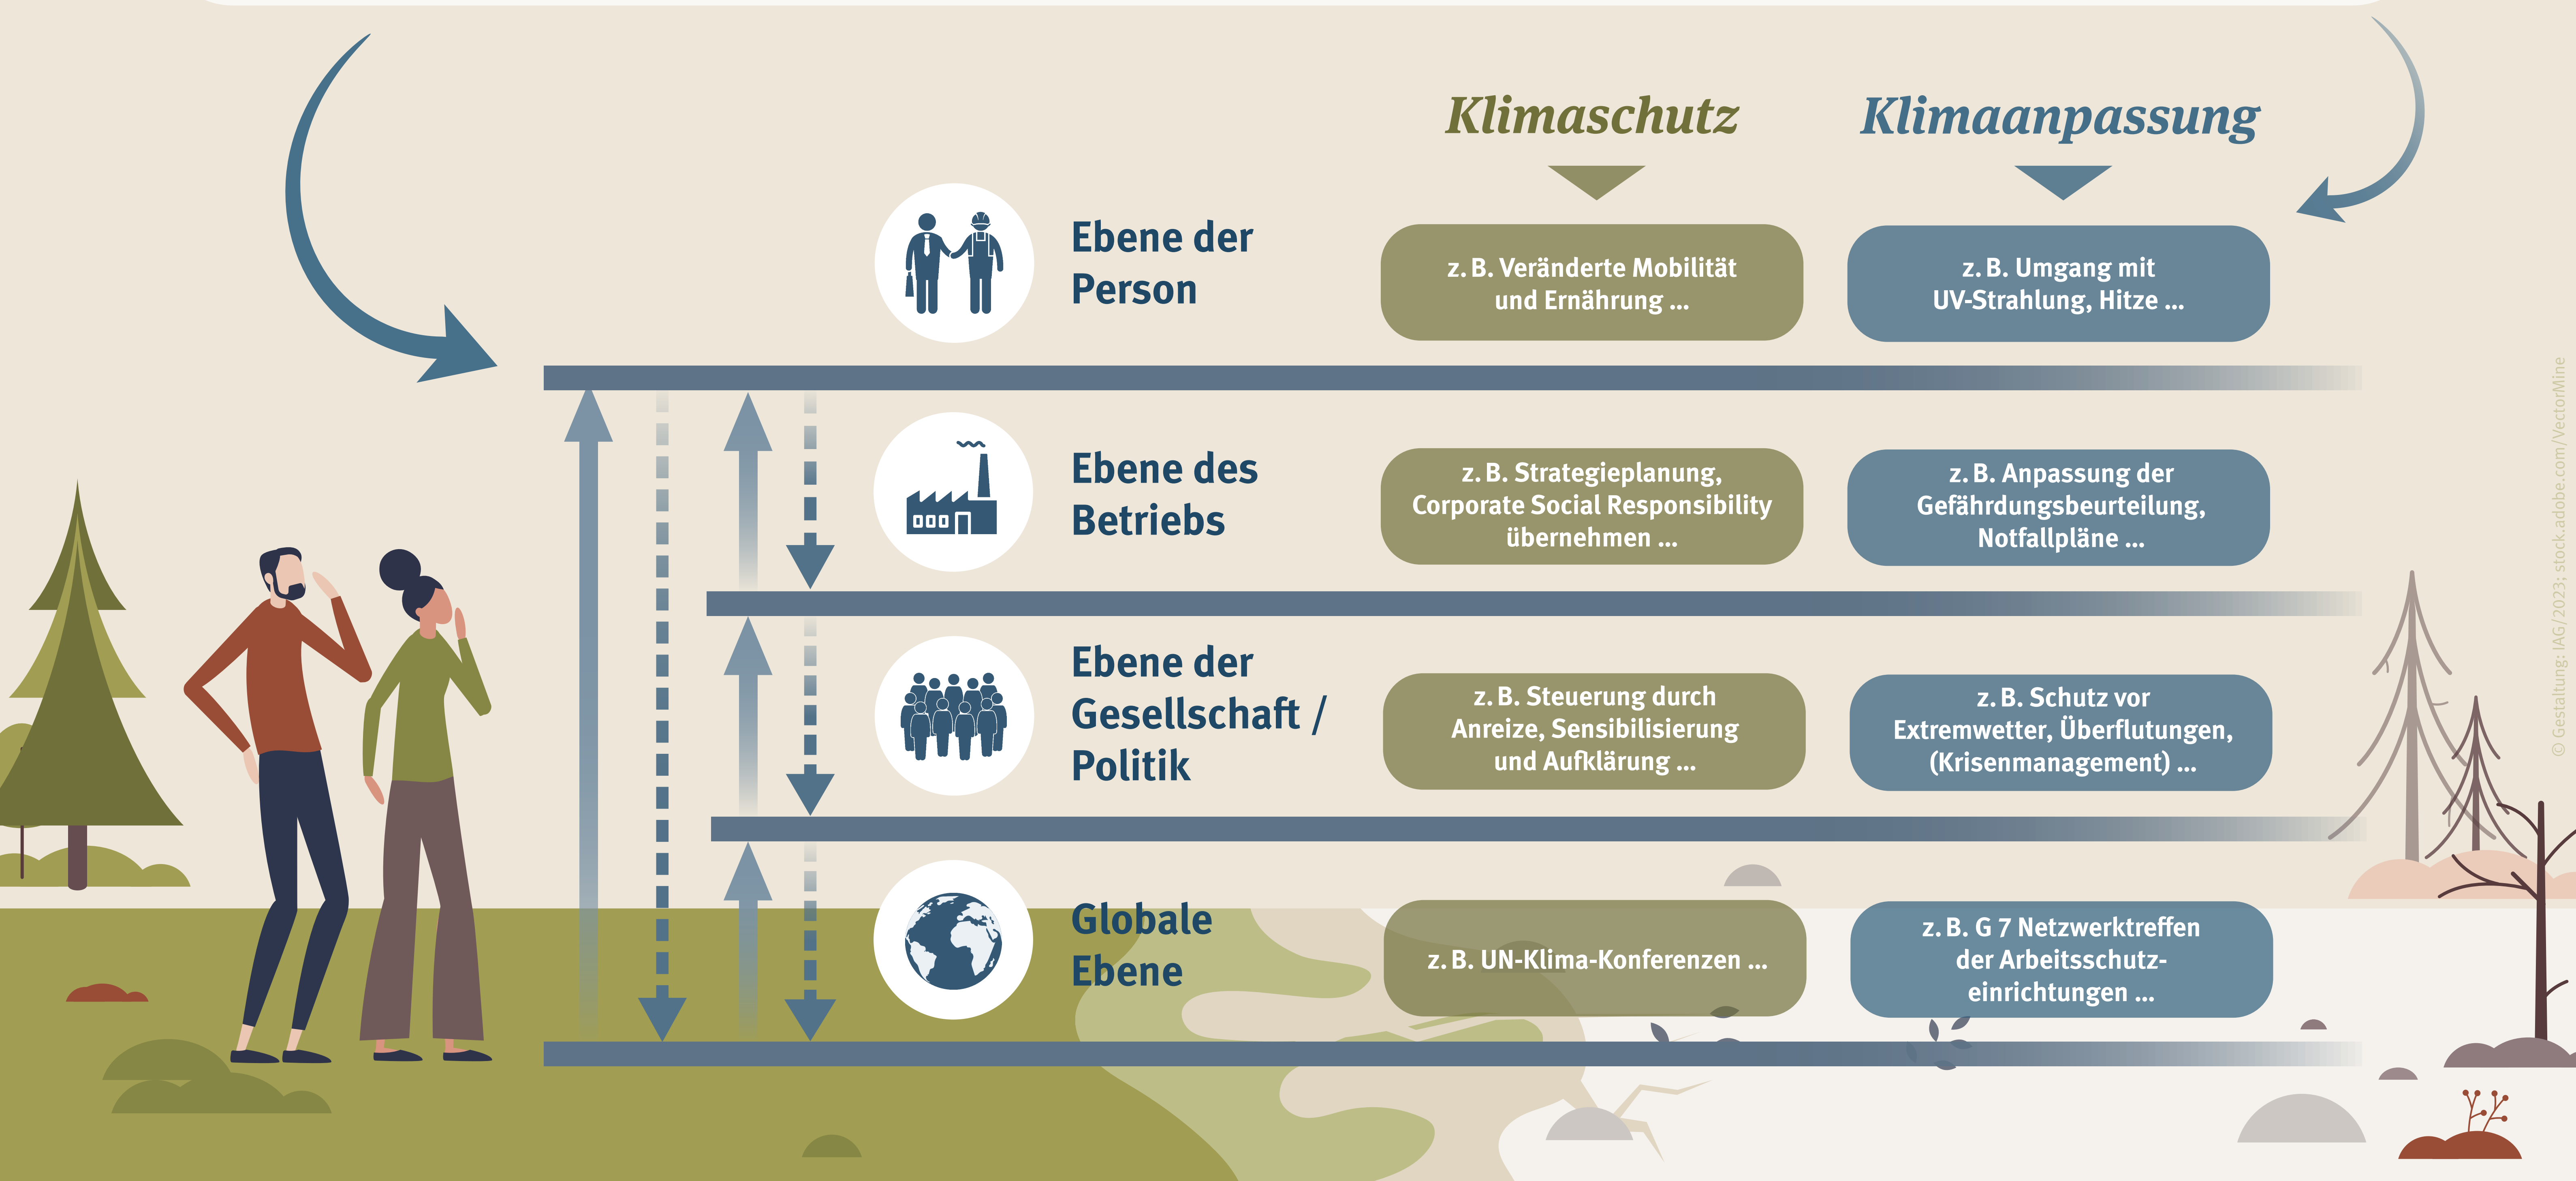 Klimaschutz
Klimaanpassung
Ebene der
Person
z. B. Veränderte Mobilität
und Ernährung ...
z. B. Umgang mit
UV-Strahlung, Hitze ...
Ebene des
Betriebs
z. B. Strategieplanung,
Corporate Social Responsibility
übernehmen ...
z. B. Anpassung der
Gefährdungsbeurteilung,
Notfallpläne ...
Ebene der
Gesellschaft /
Politik
z. B. Steuerung durch
Anreize, Sensibilisierung
und Aufklärung ...
z. B. Schutz vor
Extremwetter, Überflutungen,
(Krisenmanagement) ...
Globale
Ebene
z. B. UN-Klima-Konferenzen ...
z. B. G 7 Netzwerktreffen
der Arbeitsschutz-
einrichtungen ...
© Gestaltung: IAG/2023; stock.adobe.com/VectorMine